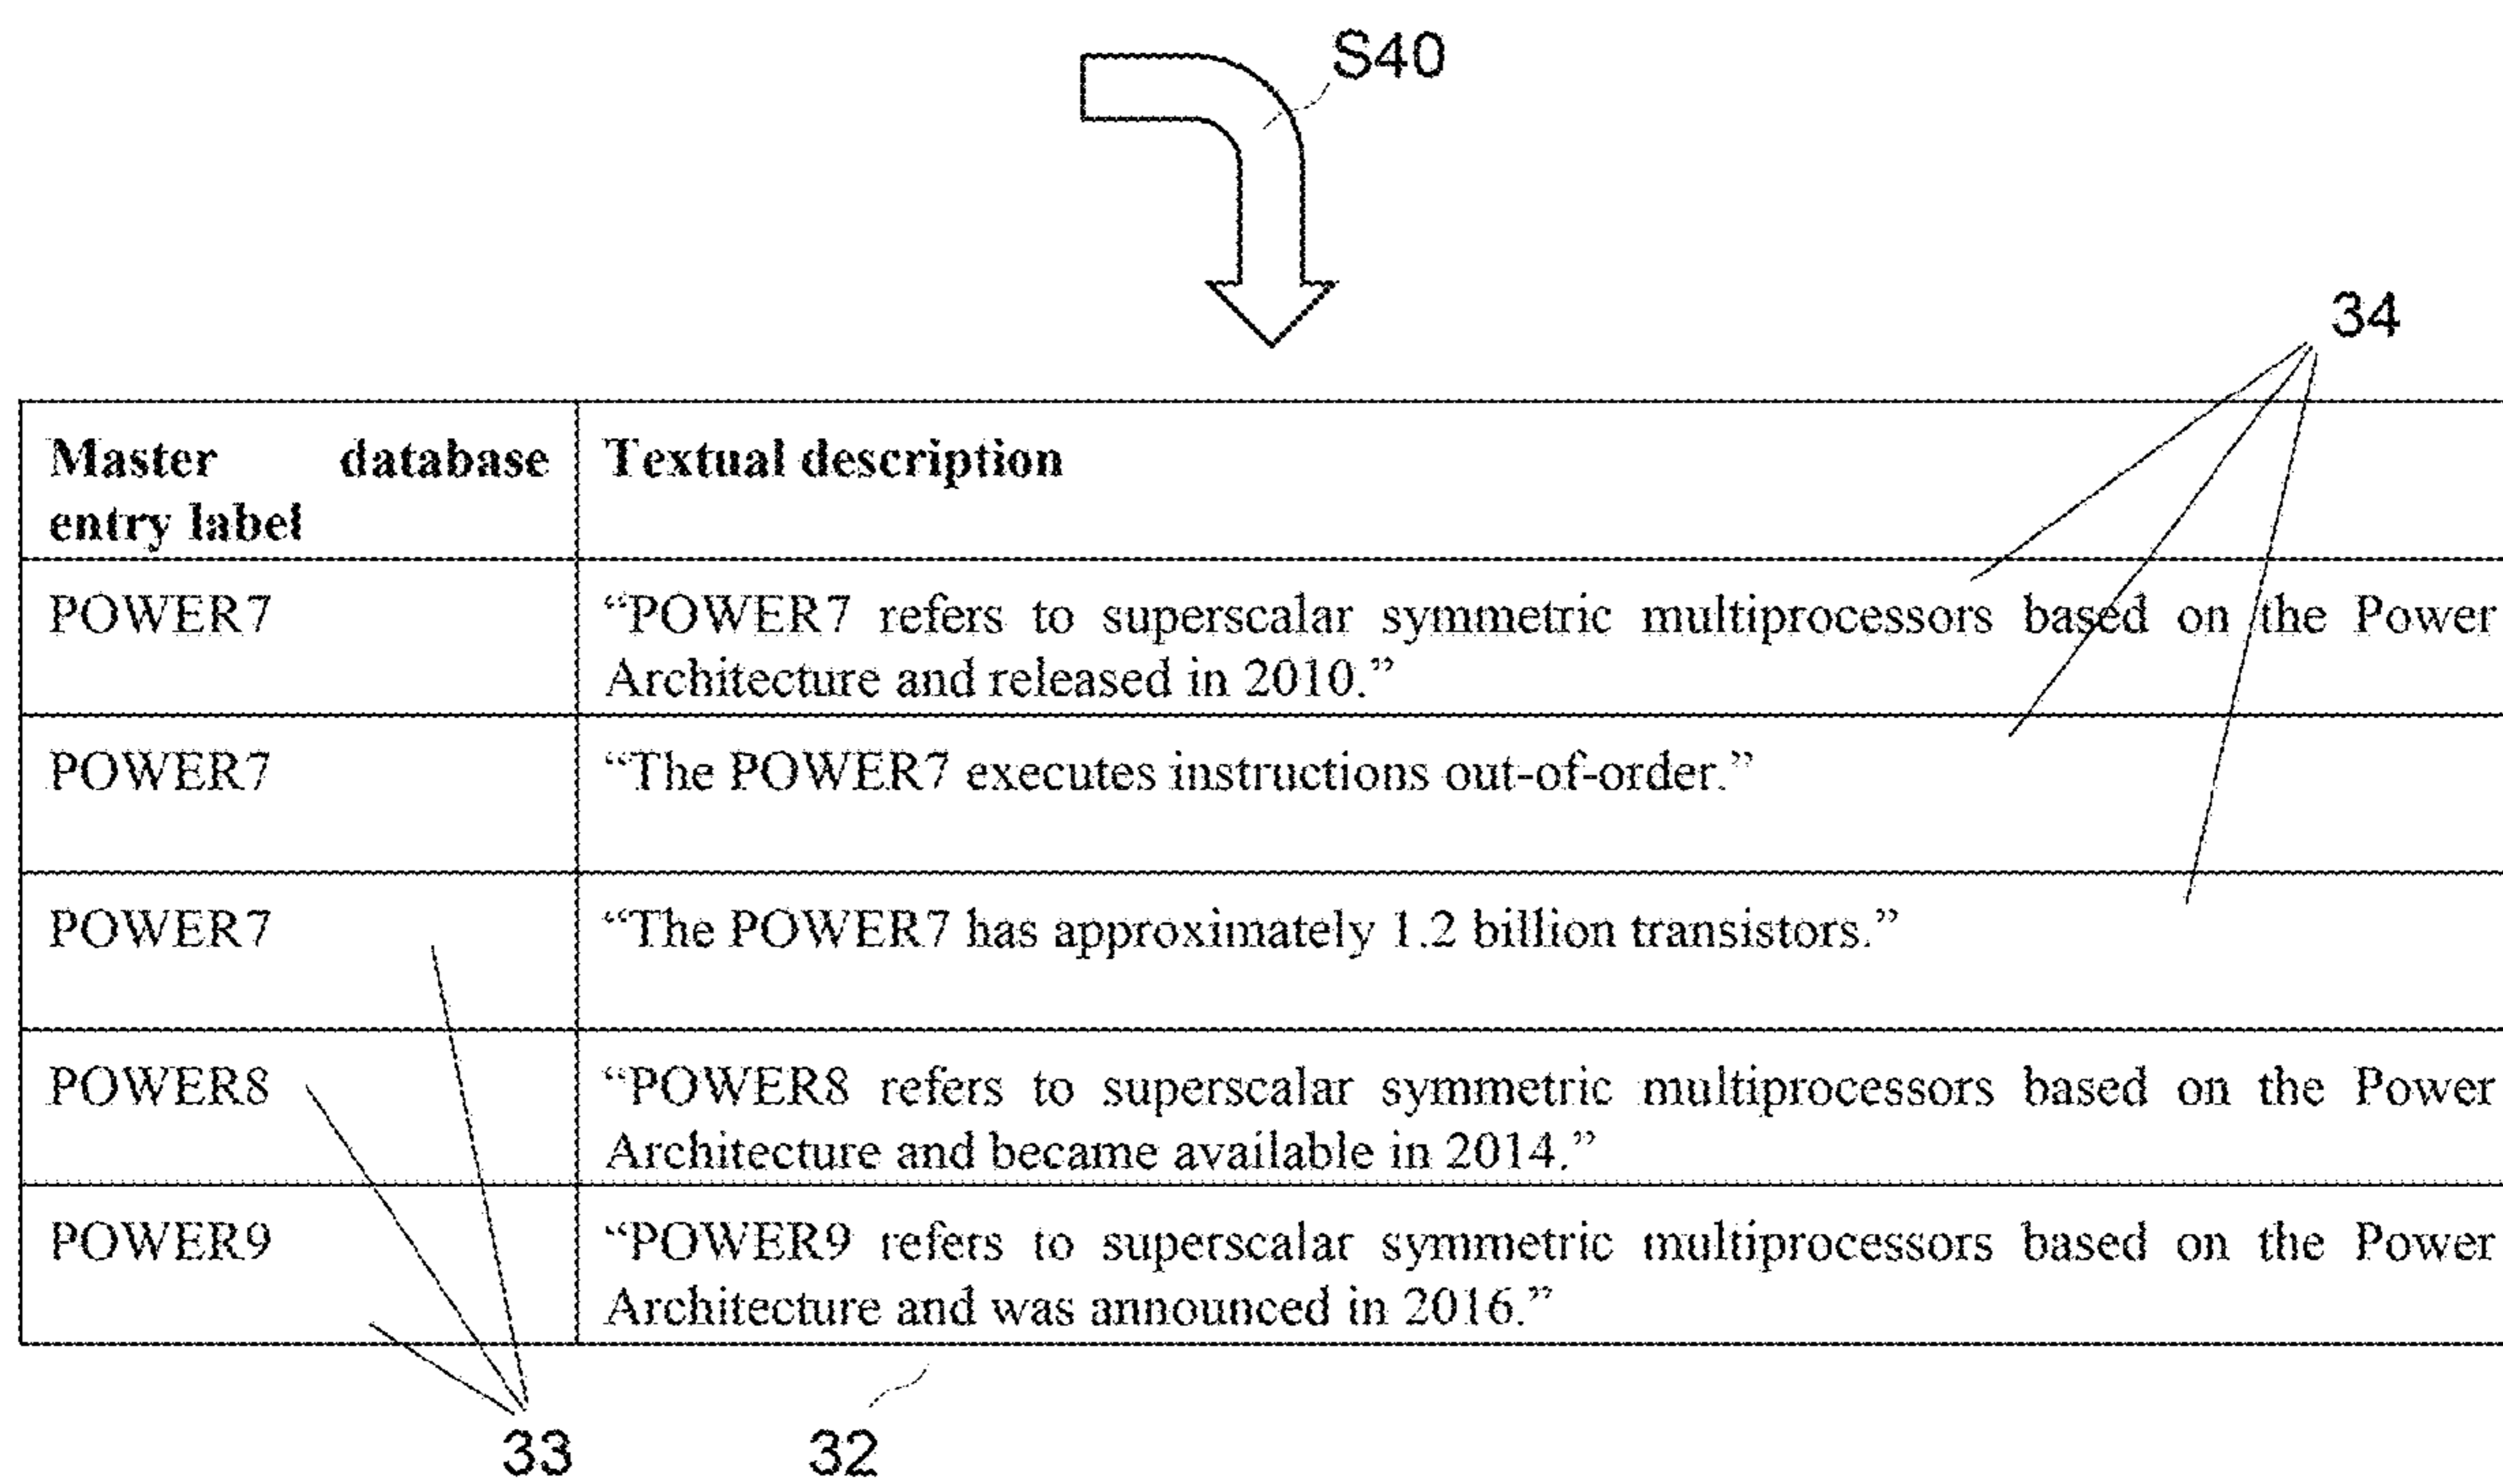 S40
34
Master database Textual description
entry label
POWER7 “POWER7 refers to superscalar symmetric multiprocessors based on the Power
Architecture and released in 2010.”
POWER7 “The POWER7 executes instructions out-of-order.”
POWER7 “The POWER7 has approximately 1.2 billion transistors.”
POWER8 “POWER8 refers to superscalar symmetric multiprocessors based on the Power
Architecture and became available in 2014.”
POWER9 “POWER9 refers to superscalar symmetric multiprocessors based on the Power
Architecture and was announced in 2016.”
33 32